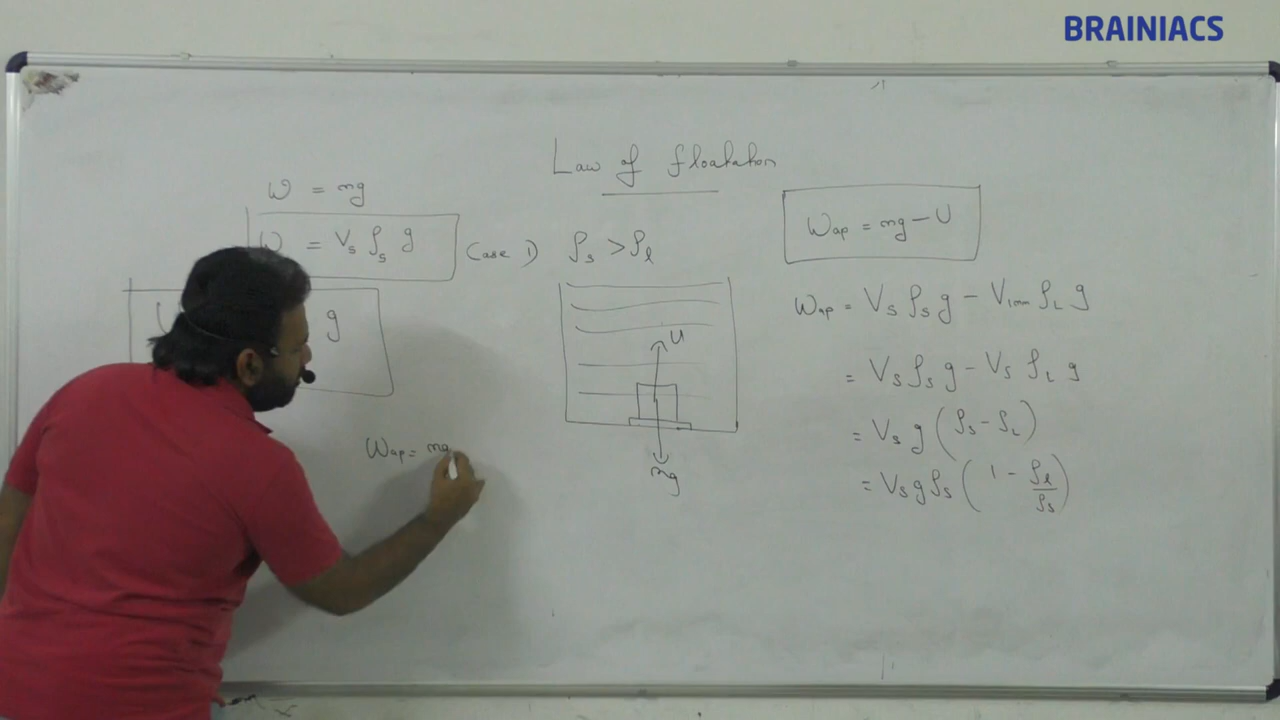 BRAINIACS
Law of floatation
W = mg
W = Vₛ ρₛ g
U g
Case 1) ρₛ > ρₗ
U
mg
Wap = mg - U
Wap = Vₛ ρₛ g - Vimm ρL g
= Vₛ ρₛ g - Vₛ ρL g
= Vₛ g (ρₛ - ρL)
= Vₛ g ρₛ (1 - ρₗ/ρₛ)
Wap = mg